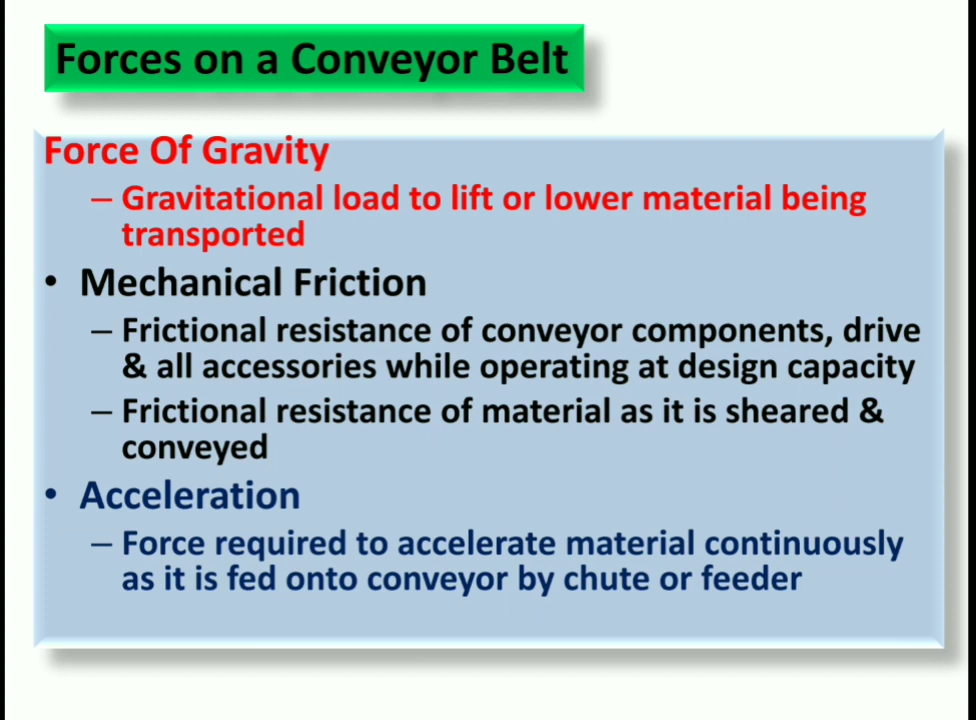 Forces on a Conveyor Belt
Force Of Gravity
– Gravitational load to lift or lower material being
transported
• Mechanical Friction
– Frictional resistance of conveyor components, drive
& all accessories while operating at design capacity
– Frictional resistance of material as it is sheared &
conveyed
• Acceleration
– Force required to accelerate material continuously
as it is fed onto conveyor by chute or feeder